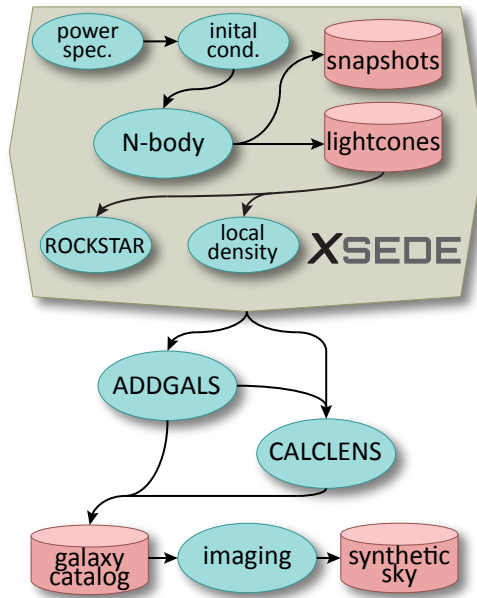 power
spec.
inital
cond.
snapshots
N-body
lightcones
ROCKSTAR
local
density
XSEDE
ADDGALS
CALCLENS
galaxy
catalog
imaging
synthetic
sky